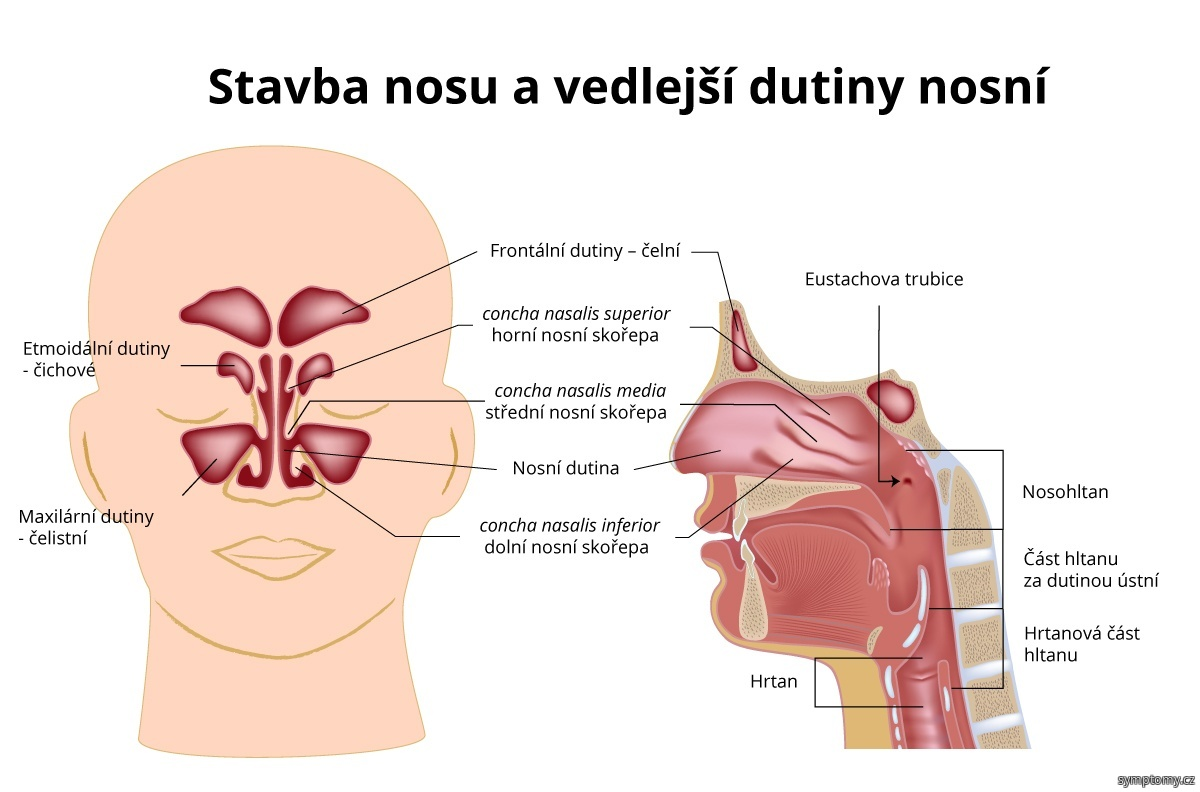 Stavba nosu a vedlejší dutiny nosní
Frontální dutiny – čelní
Eustachova trubice
concha nasalis superior
horní nosní skořepa
Etmoidální dutiny
- čichové
concha nasalis media
střední nosní skořepa
Nosní dutina
Nosohltan
Maxilární dutiny
- čelistní
concha nasalis inferior
dolní nosní skořepa
Část hltanu
za dutinou ústní
Hrtanová část
hltanu
Hrtan
symptomy.cz